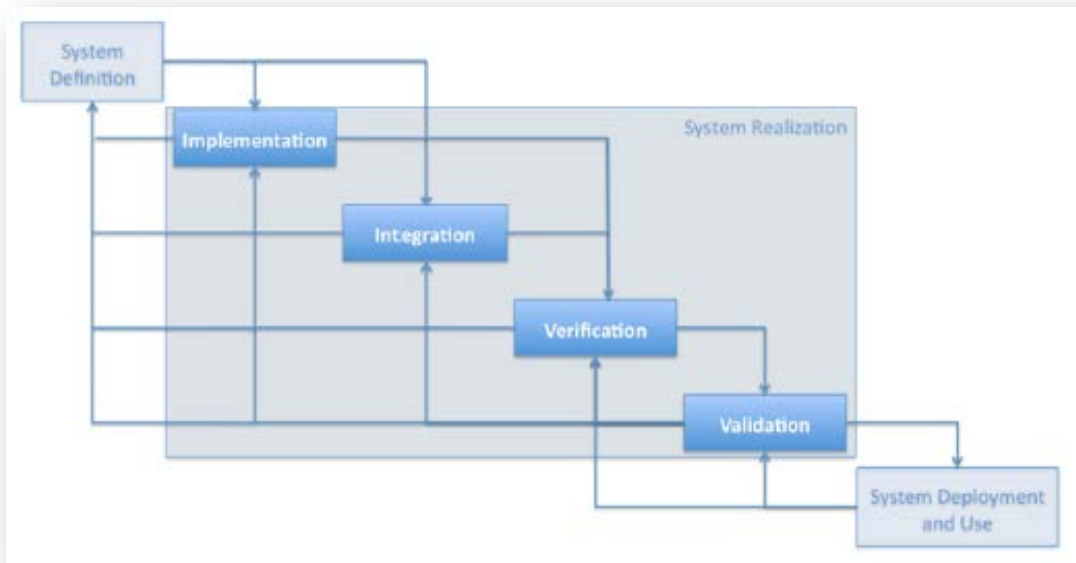 System
Definition
System Realization
Implementation
Integration
Verification
Validation
System Deployment
and Use